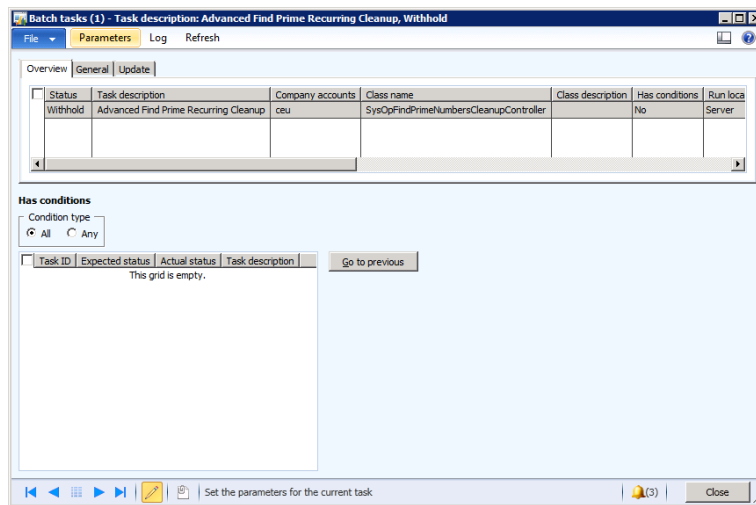 Batch tasks (1) - Task description: Advanced Find Prime Recurring Cleanup, Withhold
File Parameters Log Refresh
Overview General Update
Status Task description Company accounts Class name Class description Has conditions Run loca
Withhold Advanced Find Prime Recurring Cleanup ceu SysOpFindPrimeNumbersCleanupController No Server
Has conditions
Condition type
All Any
Task ID Expected status Actual status Task description
This grid is empty.
Go to previous
Set the parameters for the current task
(3)
Close